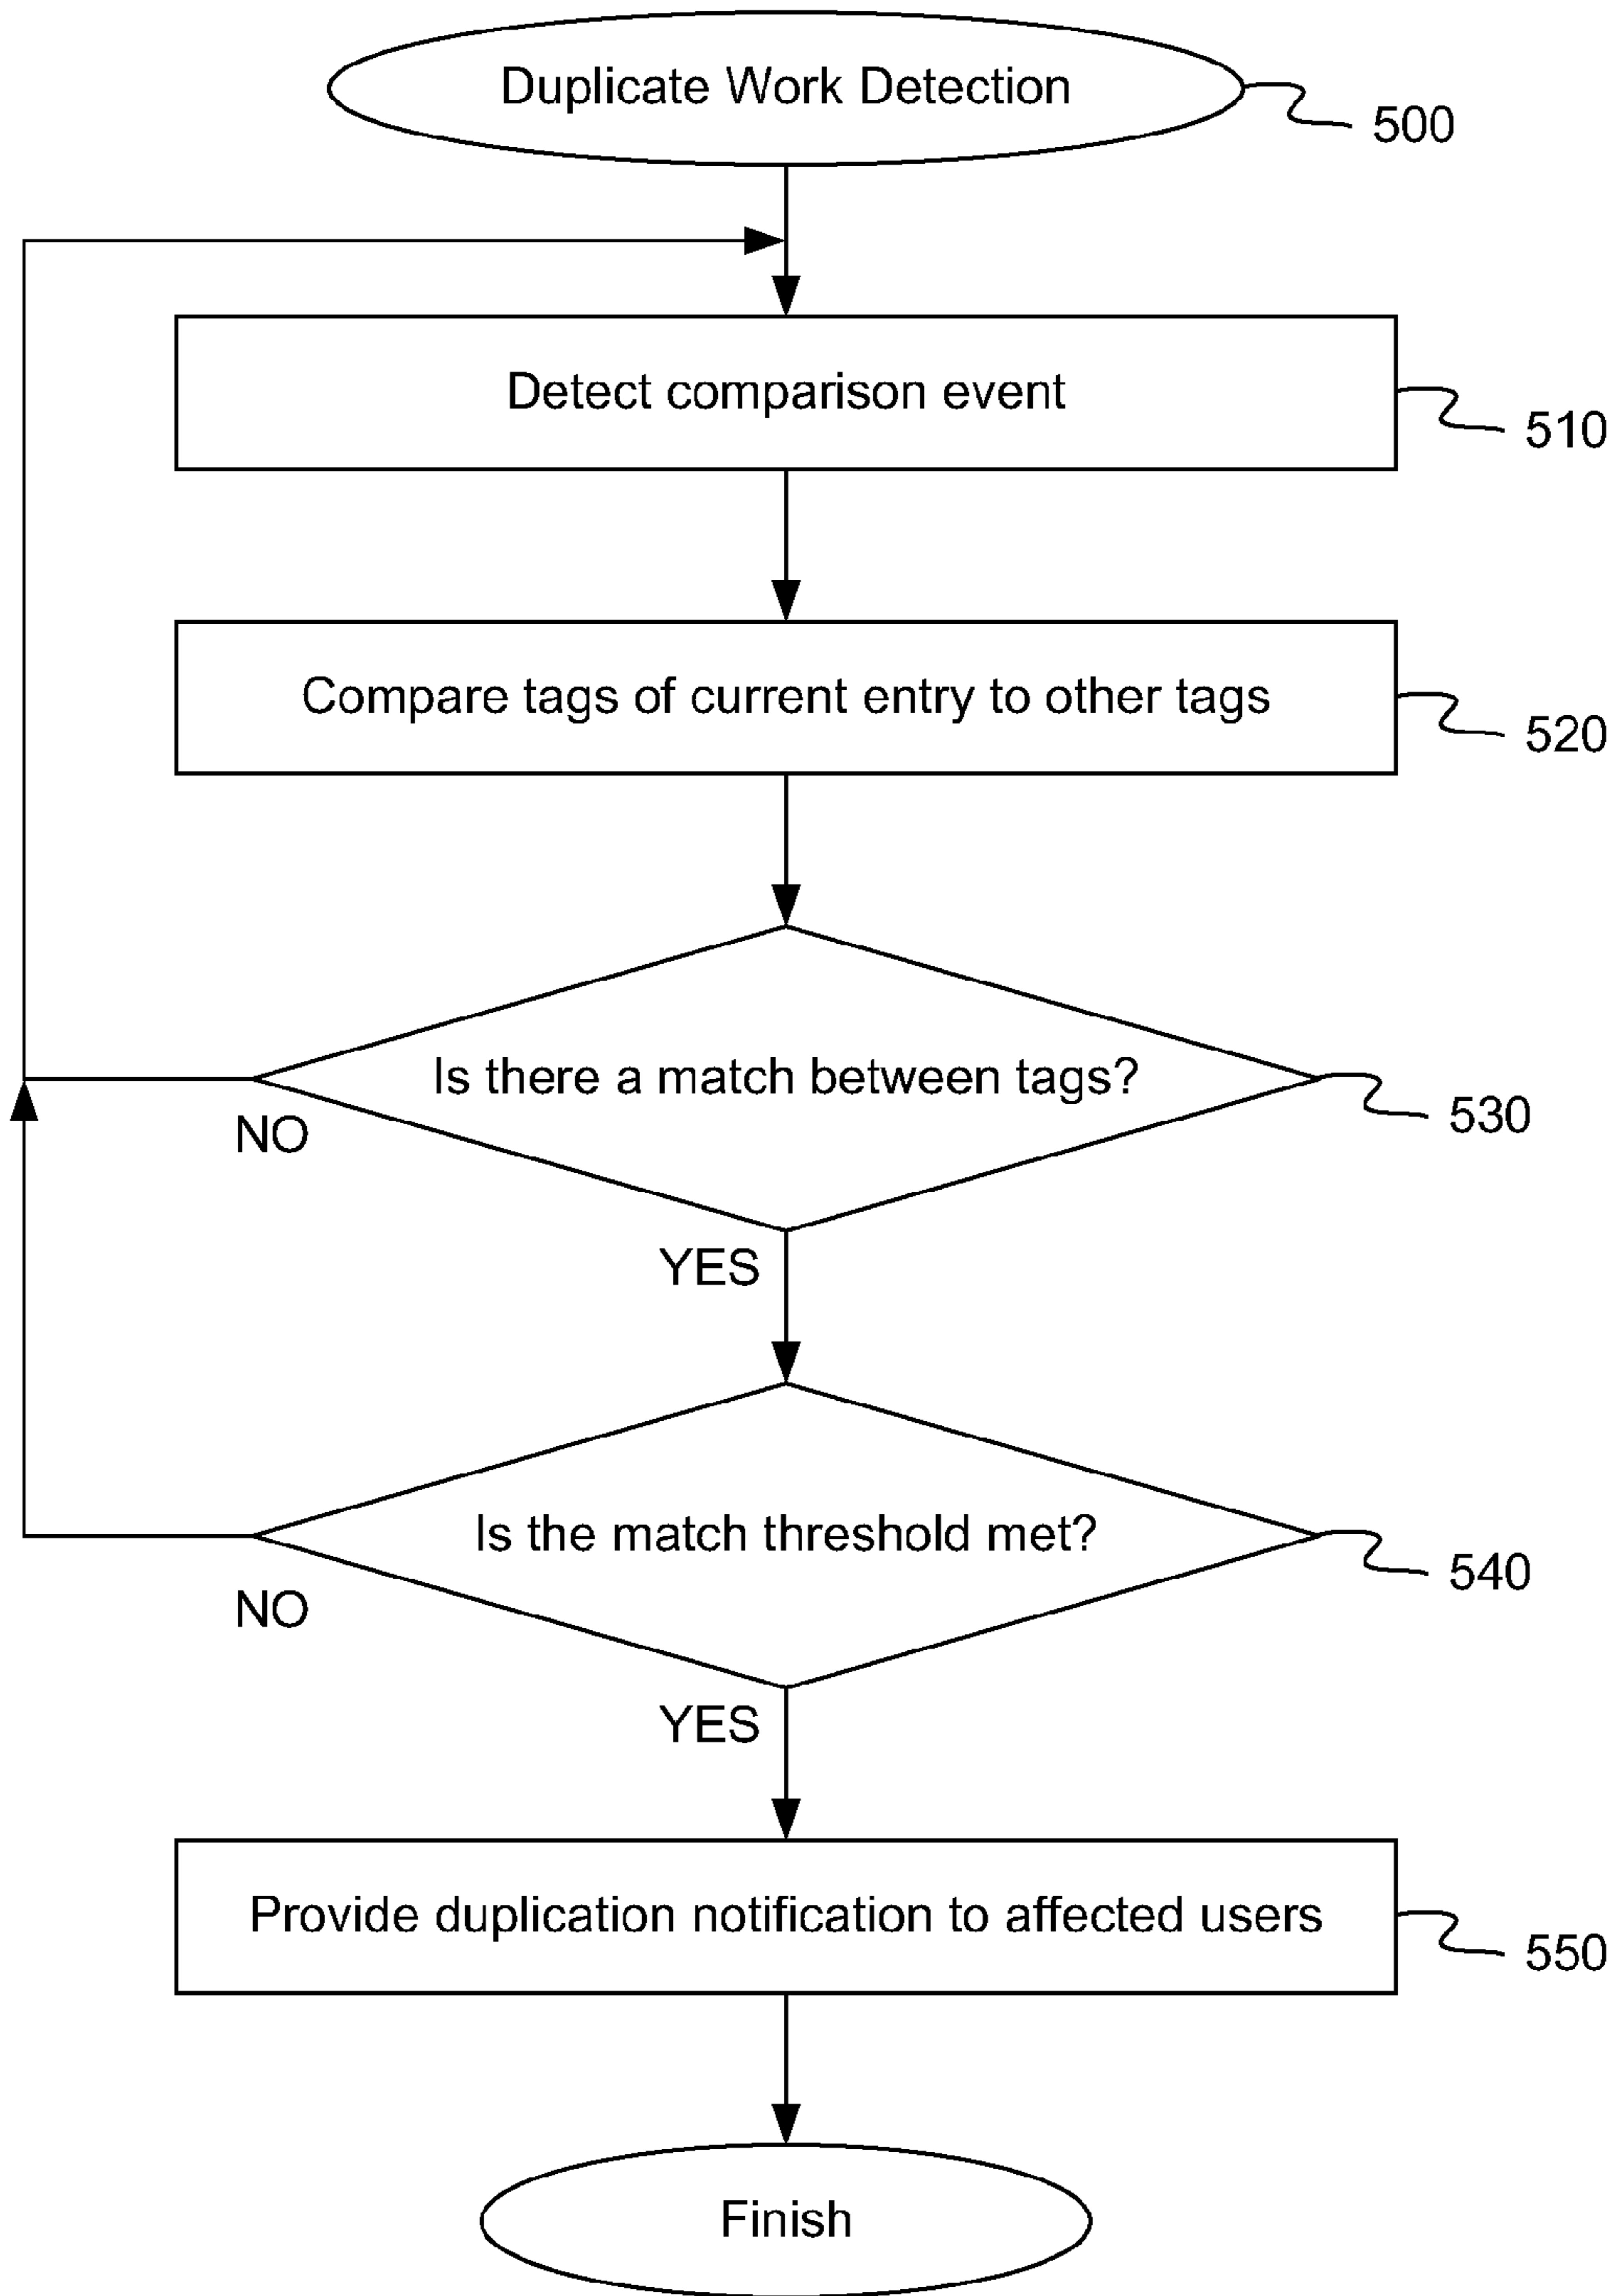 Duplicate Work Detection
500
Detect comparison event
510
Compare tags of current entry to other tags
520
Is there a match between tags?
530
NO
YES
Is the match threshold met?
540
NO
YES
Provide duplication notification to affected users
550
Finish